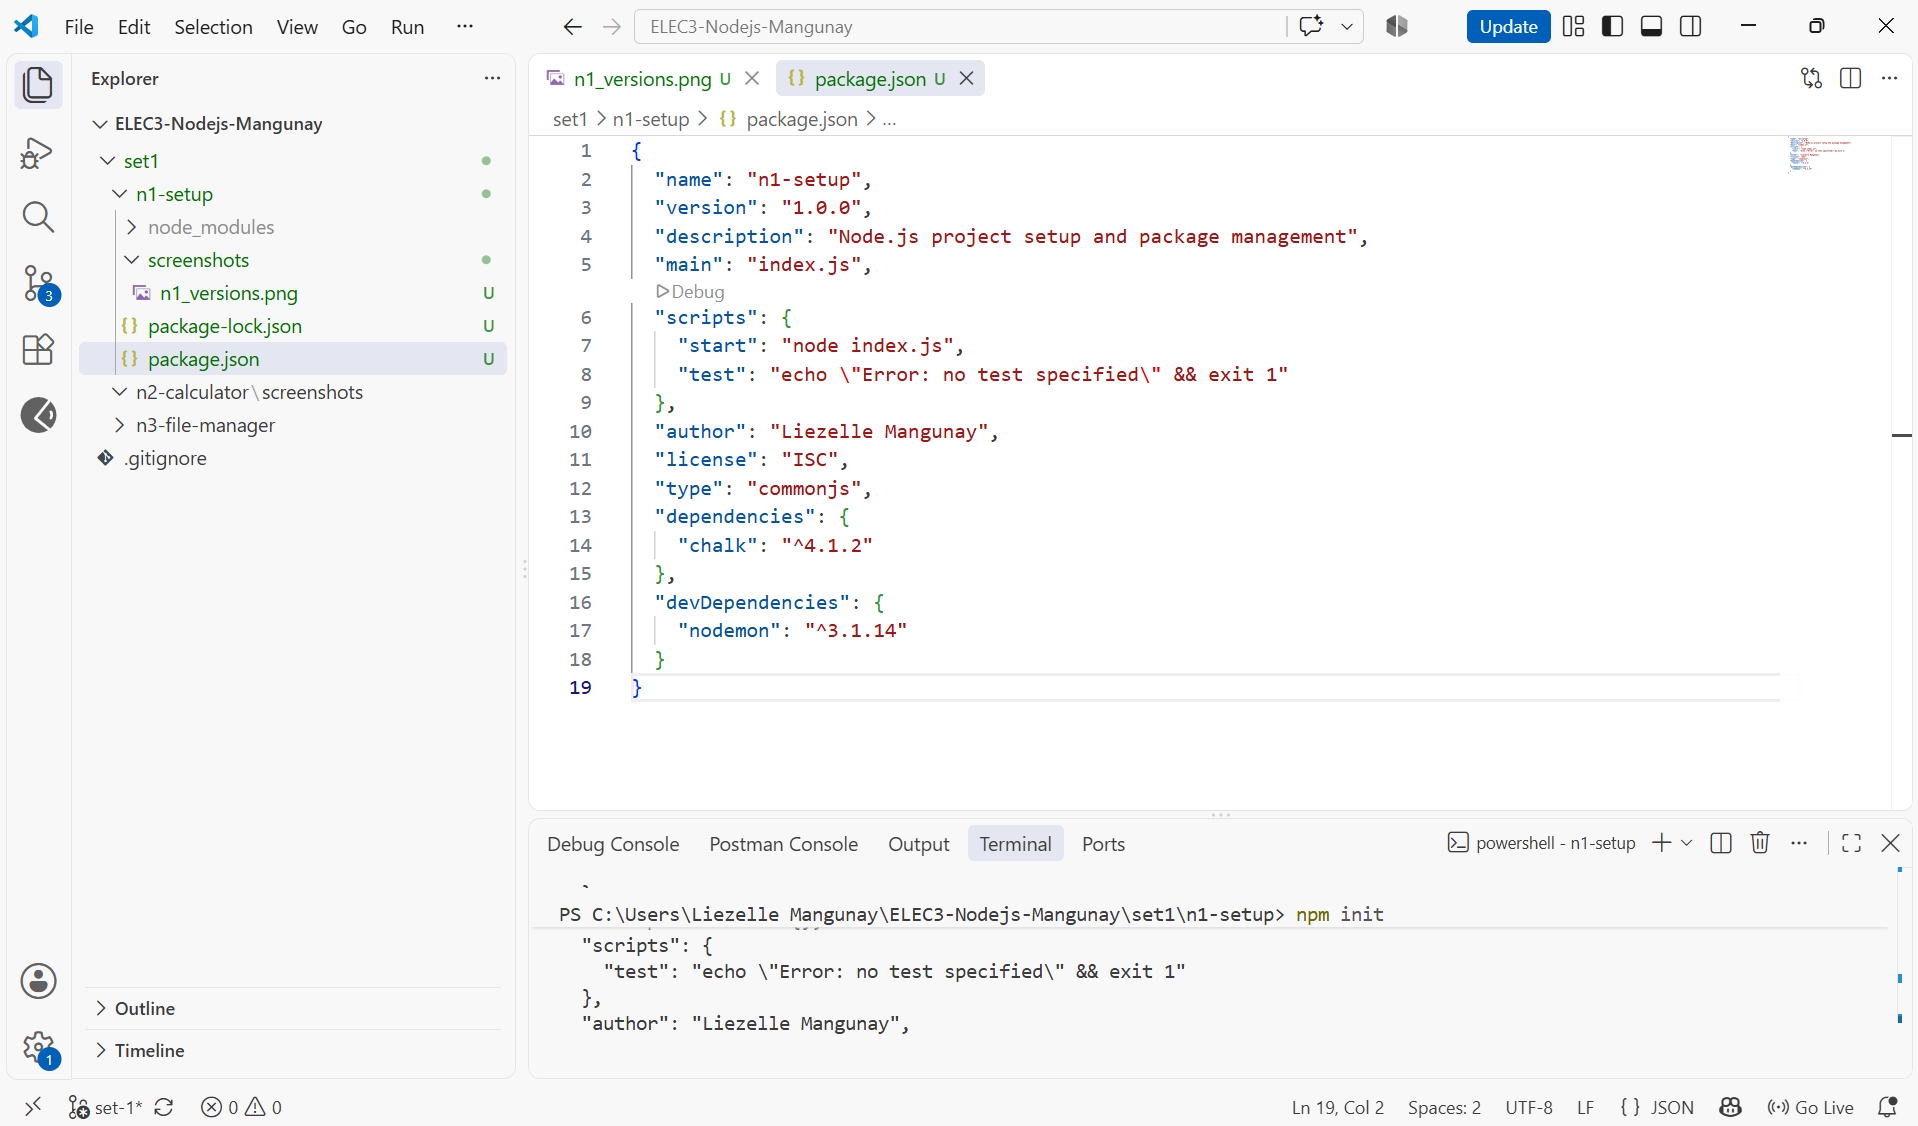 File Edit Selection View Go Run ···
ELEC3-Nodejs-Mangunay
Update
Explorer
ELEC3-Nodejs-Mangunay
set1
n1-setup
node_modules
screenshots
n1_versions.png U
package-lock.json U
package.json U
n2-calculator\screenshots
n3-file-manager
.gitignore
Outline
Timeline
3
1
n1_versions.png U
package.json U
set1 > n1-setup > {} package.json > ...
1 {
2 "name": "n1-setup",
3 "version": "1.0.0",
4 "description": "Node.js project setup and package management",
5 "main": "index.js",
Debug
6 "scripts": {
7 "start": "node index.js",
8 "test": "echo \"Error: no test specified\" && exit 1"
9 },
10 "author": "Liezelle Mangunay",
11 "license": "ISC",
12 "type": "commonjs",
13 "dependencies": {
14 "chalk": "^4.1.2"
15 },
16 "devDependencies": {
17 "nodemon": "^3.1.14"
18 }
19 }
Debug Console Postman Console Output Terminal Ports
powershell - n1-setup
PS C:\Users\Liezelle Mangunay\ELEC3-Nodejs-Mangunay\set1\n1-setup> npm init
"scripts": {
"test": "echo \"Error: no test specified\" && exit 1"
},
"author": "Liezelle Mangunay",
set-1* 0 0
Ln 19, Col 2 Spaces: 2 UTF-8 LF {} JSON Go Live